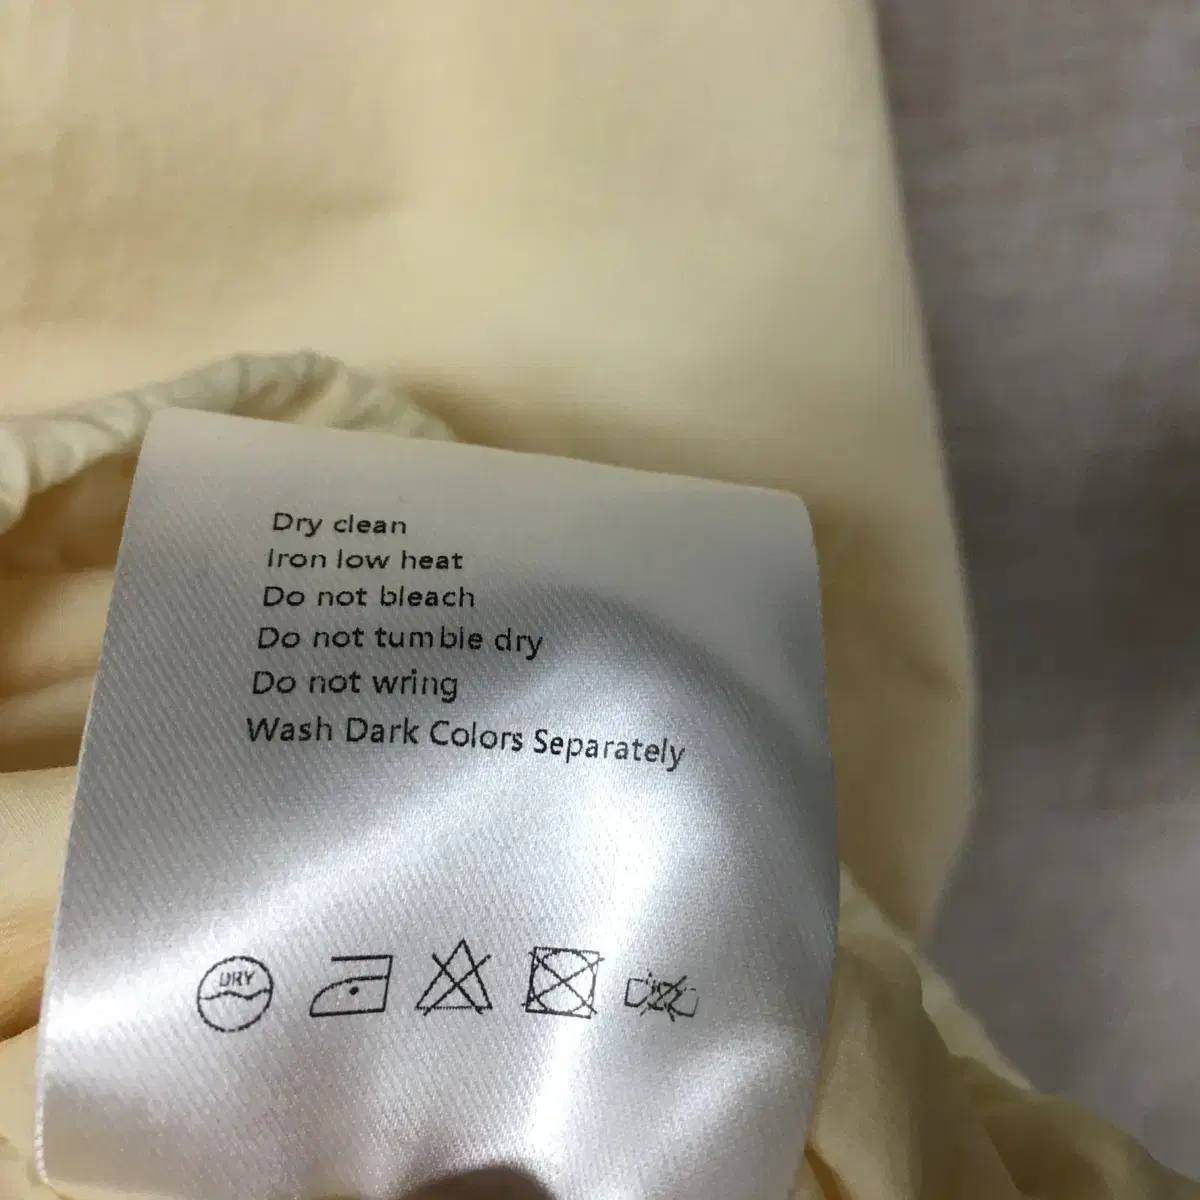 Dry clean
Iron low heat
Do not bleach
Do not tumble dry
Do not wring
Wash Dark Colors Separately
DRY